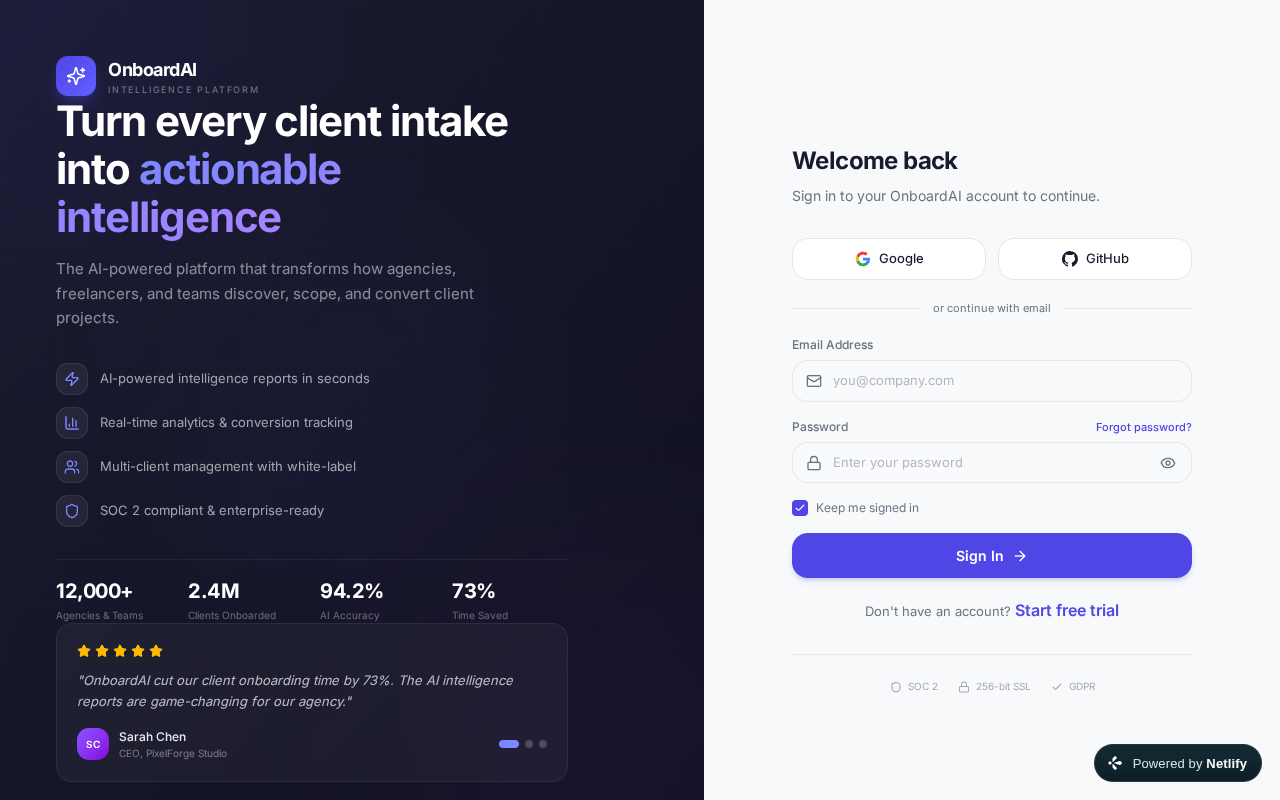 OnboardAI
INTELLIGENCE PLATFORM
Turn every client intake
into actionable
intelligence
The AI-powered platform that transforms how agencies,
freelancers, and teams discover, scope, and convert client
projects.
AI-powered intelligence reports in seconds
Real-time analytics & conversion tracking
Multi-client management with white-label
SOC 2 compliant & enterprise-ready
12,000+ 2.4M 94.2% 73%
Agencies & Teams Clients Onboarded AI Accuracy Time Saved
"OnboardAI cut our client onboarding time by 73%. The AI intelligence
reports are game-changing for our agency."
SC
Sarah Chen
CEO, PixelForge Studio
Welcome back
Sign in to your OnboardAI account to continue.
Google GitHub
or continue with email
Email Address
you@company.com
Password Forgot password?
Enter your password
Keep me signed in
Sign In
Don't have an account? Start free trial
SOC 2 256-bit SSL GDPR
Powered by Netlify